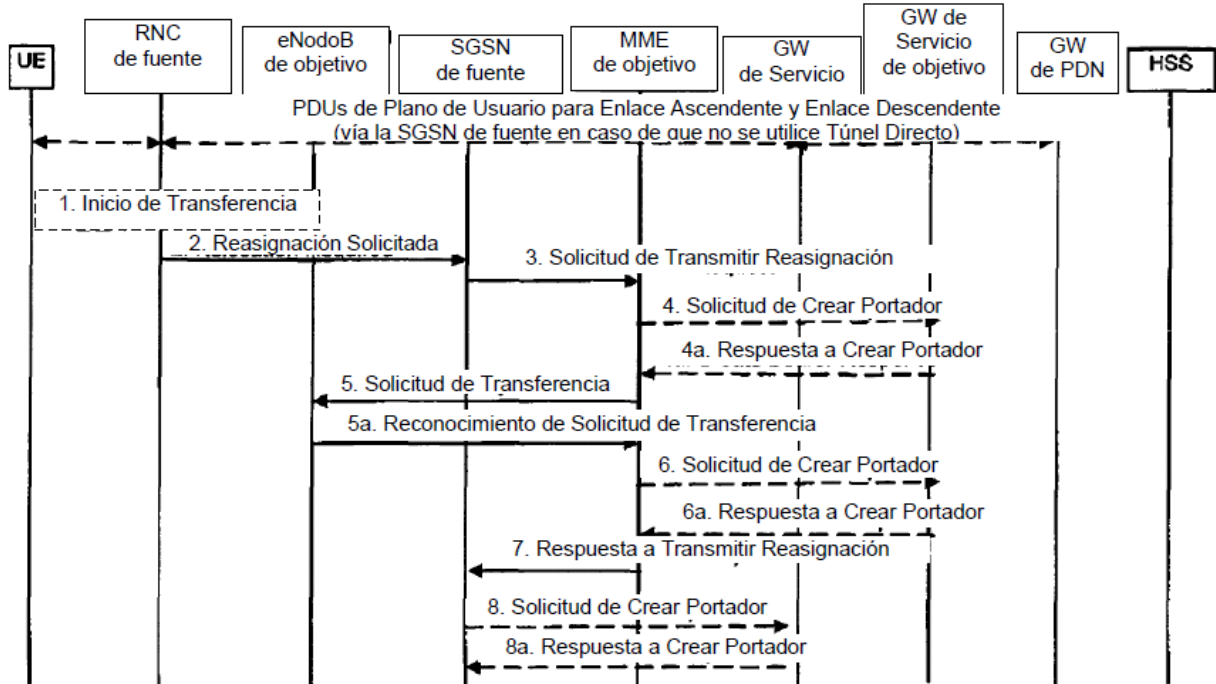 UE
RNC
de fuente
eNodoB
de objetivo
SGSN
de fuente
MME
de objetivo
GW
de Servicio
GW de
Servicio
de objetivo
GW
de PDN
HSS
PDUs de Plano de Usuario para Enlace Ascendente y Enlace Descendente
(vía la SGSN de fuente en caso de que no se utilice Túnel Directo)
1. Inicio de Transferencia
2. Reasignación Solicitada
3. Solicitud de Transmitir Reasignación
4. Solicitud de Crear Portador
4a. Respuesta a Crear Portador
5. Solicitud de Transferencia
5a. Reconocimiento de Solicitud de Transferencia
6. Solicitud de Crear Portador
6a. Respuesta a Crear Portador
7. Respuesta a Transmitir Reasignación
8. Solicitud de Crear Portador
8a. Respuesta a Crear Portador